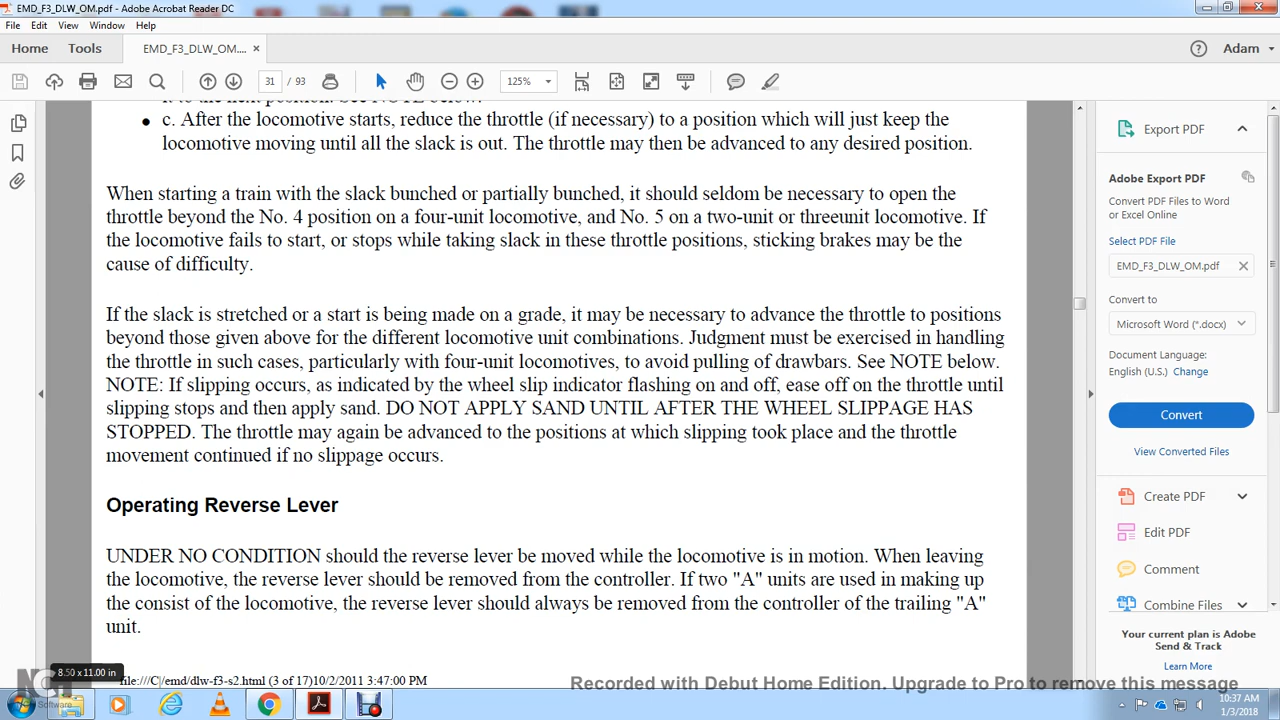 EMD_F3_DLW_OM.pdf - Adobe Acrobat Reader DC
File Edit View Window Help
Home Tools EMD_F3_DLW_OM.... × Adam
31 / 93 125%
it to the next position. See NOTE below.
• c. After the locomotive starts, reduce the throttle (if necessary) to a position which will just keep the
locomotive moving until all the slack is out. The throttle may then be advanced to any desired position.
When starting a train with the slack bunched or partially bunched, it should seldom be necessary to open the
throttle beyond the No. 4 position on a four-unit locomotive, and No. 5 on a two-unit or threeunit locomotive. If
the locomotive fails to start, or stops while taking slack in these throttle positions, sticking brakes may be the
cause of difficulty.
If the slack is stretched or a start is being made on a grade, it may be necessary to advance the throttle to positions
beyond those given above for the different locomotive unit combinations. Judgment must be exercised in handling
the throttle in such cases, particularly with four-unit locomotives, to avoid pulling of drawbars. See NOTE below.
NOTE: If slipping occurs, as indicated by the wheel slip indicator flashing on and off, ease off on the throttle until
slipping stops and then apply sand. DO NOT APPLY SAND UNTIL AFTER THE WHEEL SLIPPAGE HAS
STOPPED. The throttle may again be advanced to the positions at which slipping took place and the throttle
movement continued if no slippage occurs.
Operating Reverse Lever
UNDER NO CONDITION should the reverse lever be moved while the locomotive is in motion. When leaving
the locomotive, the reverse lever should be removed from the controller. If two "A" units are used in making up
the consist of the locomotive, the reverse lever should always be removed from the controller of the trailing "A"
unit.
8.50 x 11.00 in
file:///C|/emd/dlw-f3-s2.html (3 of 17)10/2/2011 3:47:00 PM
Export PDF
Adobe Export PDF
Convert PDF Files to Word
or Excel Online
Select PDF File
EMD_F3_DLW_OM.pdf
Convert to
Microsoft Word (*.docx)
Document Language:
English (U.S.) Change
Convert
View Converted Files
Create PDF
Edit PDF
Comment
Combine Files
Your current plan is Adobe
Send & Track
Learn More
NCH
Software
Recorded with Debut Home Edition. Upgrade to Pro to remove this message
10:37 AM
1/3/2018